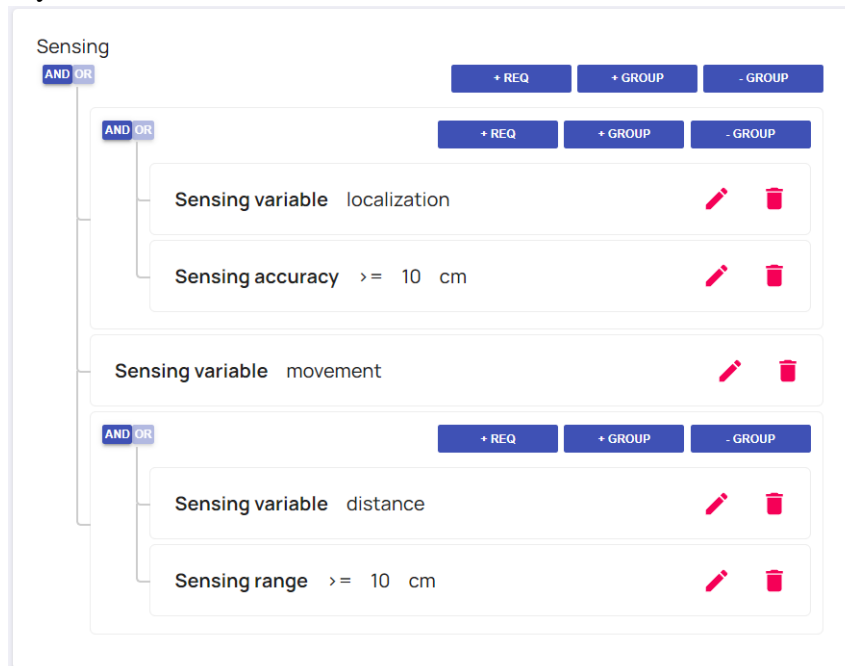 Sensing
AND OR + REQ + GROUP - GROUP
AND OR + REQ + GROUP - GROUP
Sensing variable localization
Sensing accuracy >= 10 cm
Sensing variable movement
AND OR + REQ + GROUP - GROUP
Sensing variable distance
Sensing range >= 10 cm